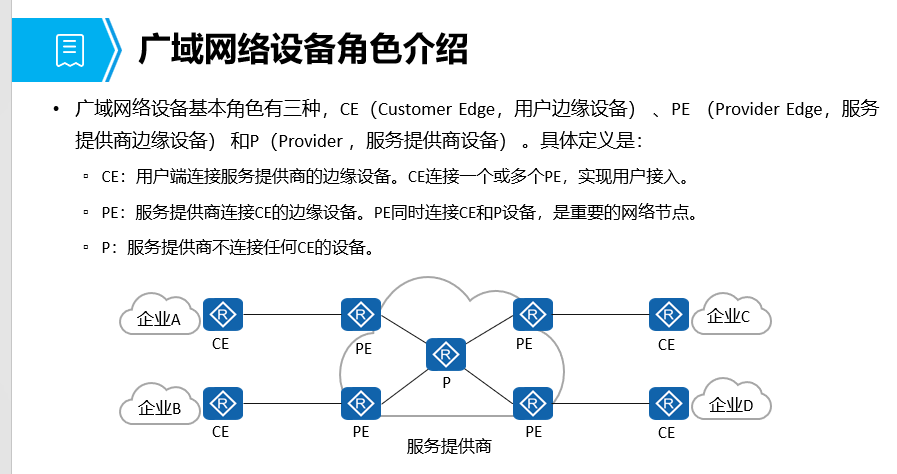 广域网络设备角色介绍
• 广域网络设备基本角色有三种，CE（Customer Edge，用户边缘设备）、PE （Provider Edge，服务
提供商边缘设备） 和P（Provider ，服务提供商设备） 。具体定义是：
▫ CE：用户端连接服务提供商的边缘设备。CE连接一个或多个PE，实现用户接入。
▫ PE：服务提供商连接CE的边缘设备。PE同时连接CE和P设备，是重要的网络节点。
▫ P：服务提供商不连接任何CE的设备。
企业A R R R R 企业C
CE PE PE CE
R
P
企业B R R R R 企业D
CE PE PE CE
服务提供商